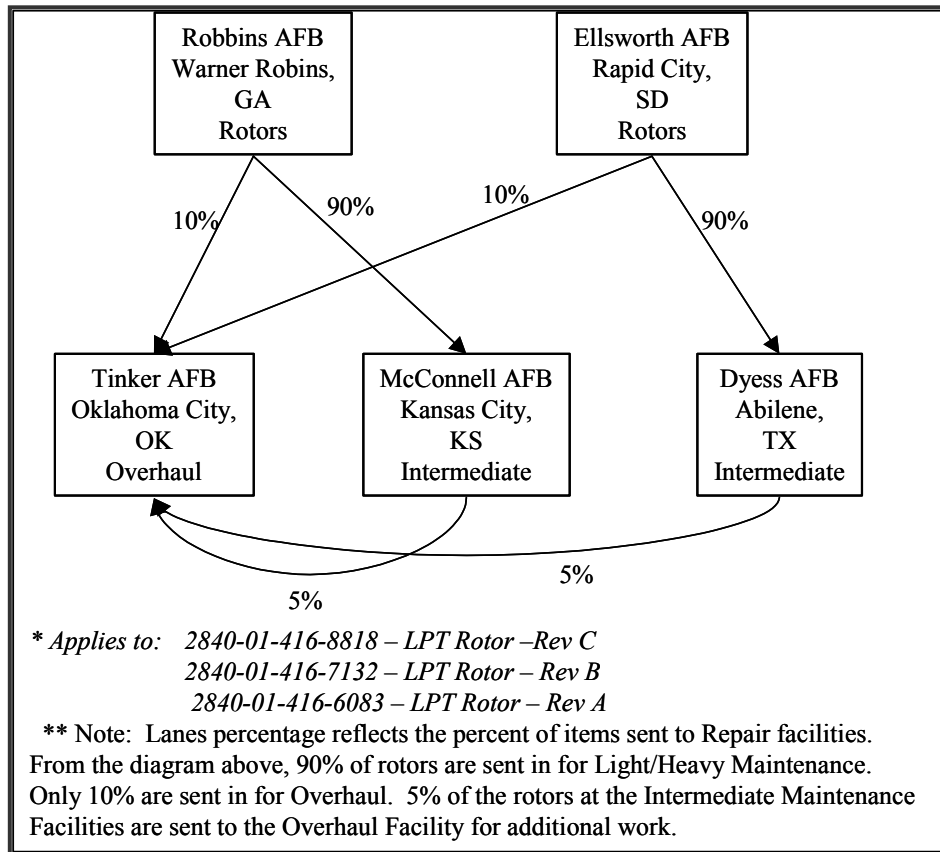 Robbins AFB
Warner Robins,
GA
Rotors
Ellsworth AFB
Rapid City,
SD
Rotors
10%
90%
10%
90%
Tinker AFB
Oklahoma City,
OK
Overhaul
McConnell AFB
Kansas City,
KS
Intermediate
Dyess AFB
Abilene,
TX
Intermediate
5%
5%
* Applies to: 2840-01-416-8818 – LPT Rotor –Rev C
2840-01-416-7132 – LPT Rotor – Rev B
2840-01-416-6083 – LPT Rotor – Rev A
** Note: Lanes percentage reflects the percent of items sent to Repair facilities.
From the diagram above, 90% of rotors are sent in for Light/Heavy Maintenance.
Only 10% are sent in for Overhaul. 5% of the rotors at the Intermediate Maintenance
Facilities are sent to the Overhaul Facility for additional work.